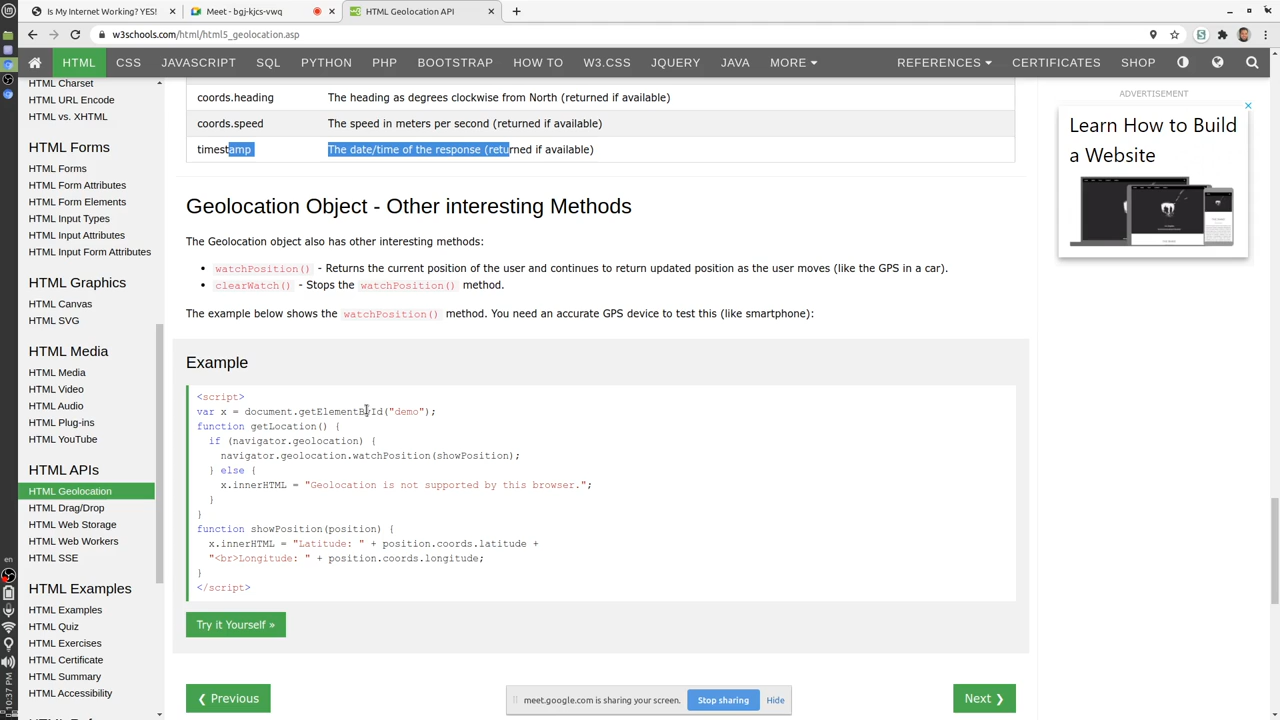 Is My Internet Working? YES!
Meet - bgj-kjcs-vwq
HTML Geolocation API
w3schools.com/html/html5_geolocation.asp
HTML CSS JAVASCRIPT SQL PYTHON PHP BOOTSTRAP HOW TO W3.CSS JQUERY JAVA MORE REFERENCES CERTIFICATES SHOP
HTML Charset
HTML URL Encode
HTML vs. XHTML
HTML Forms
HTML Forms
HTML Form Attributes
HTML Form Elements
HTML Input Types
HTML Input Attributes
HTML Input Form Attributes
HTML Graphics
HTML Canvas
HTML SVG
HTML Media
HTML Media
HTML Video
HTML Audio
HTML Plug-ins
HTML YouTube
HTML APIs
HTML Geolocation
HTML Drag/Drop
HTML Web Storage
HTML Web Workers
HTML SSE
HTML Examples
HTML Examples
HTML Quiz
HTML Exercises
HTML Certificate
HTML Summary
HTML Accessibility
coords.heading The heading as degrees clockwise from North (returned if available)
coords.speed The speed in meters per second (returned if available)
timestamp The date/time of the response (returned if available)
Geolocation Object - Other interesting Methods
The Geolocation object also has other interesting methods:
• watchPosition() - Returns the current position of the user and continues to return updated position as the user moves (like the GPS in a car).
• clearWatch() - Stops the watchPosition() method.
The example below shows the watchPosition() method. You need an accurate GPS device to test this (like smartphone):
Example
<script>
var x = document.getElementById("demo");
function getLocation() {
if (navigator.geolocation) {
navigator.geolocation.watchPosition(showPosition);
} else {
x.innerHTML = "Geolocation is not supported by this browser.";
}
}
function showPosition(position) {
x.innerHTML = "Latitude: " + position.coords.latitude +
"<br>Longitude: " + position.coords.longitude;
}
</script>
Try it Yourself »
❮ Previous
Next ❯
meet.google.com is sharing your screen.
Stop sharing
Hide
ADVERTISEMENT
Learn How to Build
a Website
en
10:37 PM